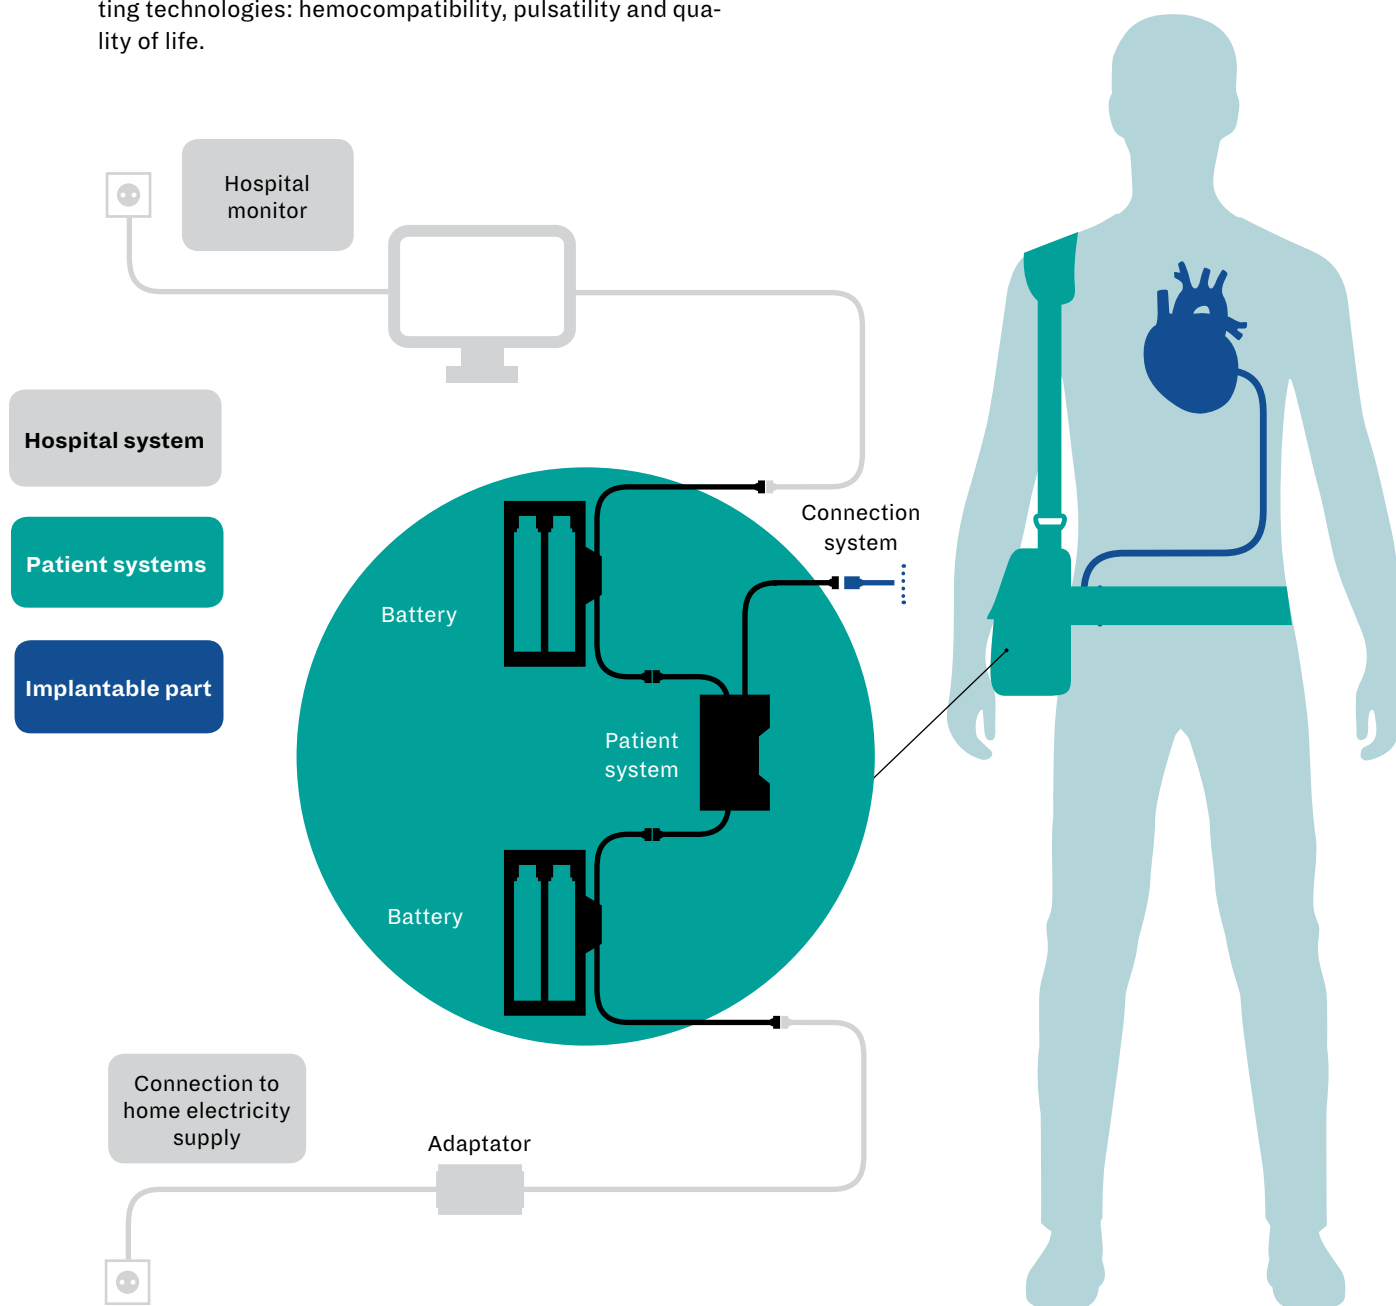 ting technologies: hemocompatibility, pulsatility and qua-
lity of life.
Hospital
monitor
Hospital system
Patient systems
Implantable part
Connection
system
Battery
Patient
system
Battery
Connection to
home electricity
supply
Adaptator